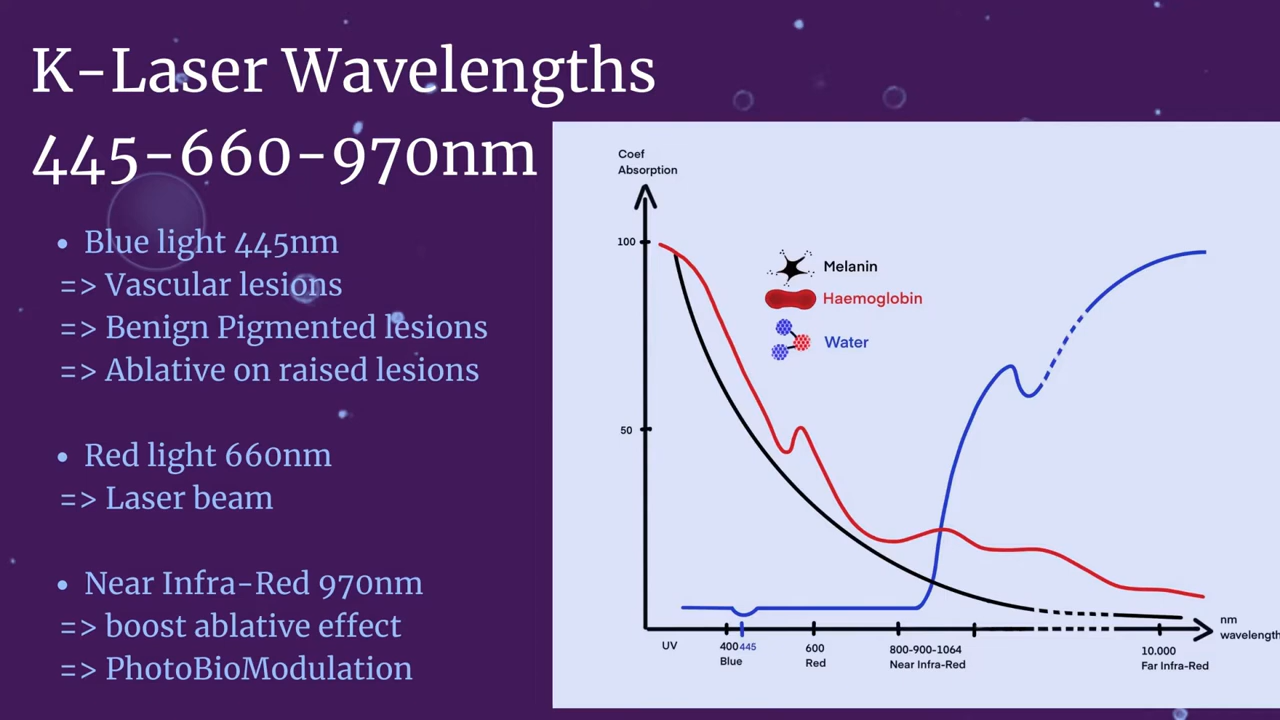 K-Laser Wavelengths
445-660-970nm
• Blue light 445nm
=> Vascular lesions
=> Benign Pigmented lesions
=> Ablative on raised lesions
• Red light 660nm
=> Laser beam
• Near Infra-Red 970nm
=> boost ablative effect
=> PhotoBioModulation
Coef
Absorption
100
Melanin
Haemoglobin
Water
50
nm
wavelength
UV
400 445
Blue
600
Red
800-900-1064
Near Infra-Red
10.000
Far Infra-Red